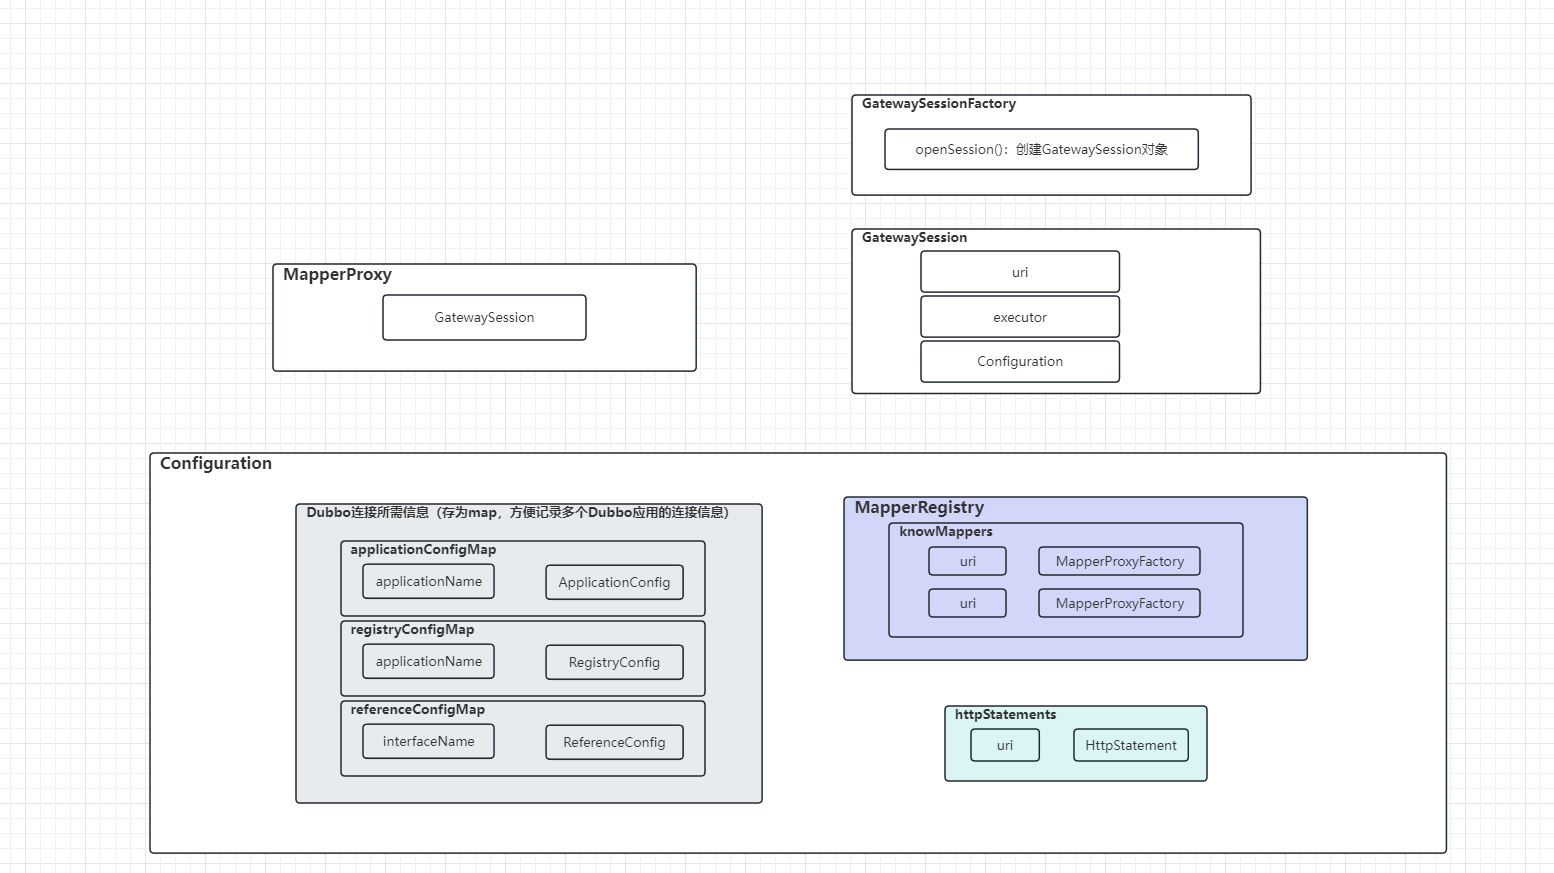 GatewaySessionFactory
openSession()：创建GatewaySession对象
GatewaySession
uri
executor
Configuration
MapperProxy
GatewaySession
Configuration
Dubbo连接所需信息（存为map，方便记录多个Dubbo应用的连接信息）
applicationConfigMap
applicationName
ApplicationConfig
registryConfigMap
applicationName
RegistryConfig
referenceConfigMap
interfaceName
ReferenceConfig
MapperRegistry
knowMappers
uri
MapperProxyFactory
uri
MapperProxyFactory
httpStatements
uri
HttpStatement